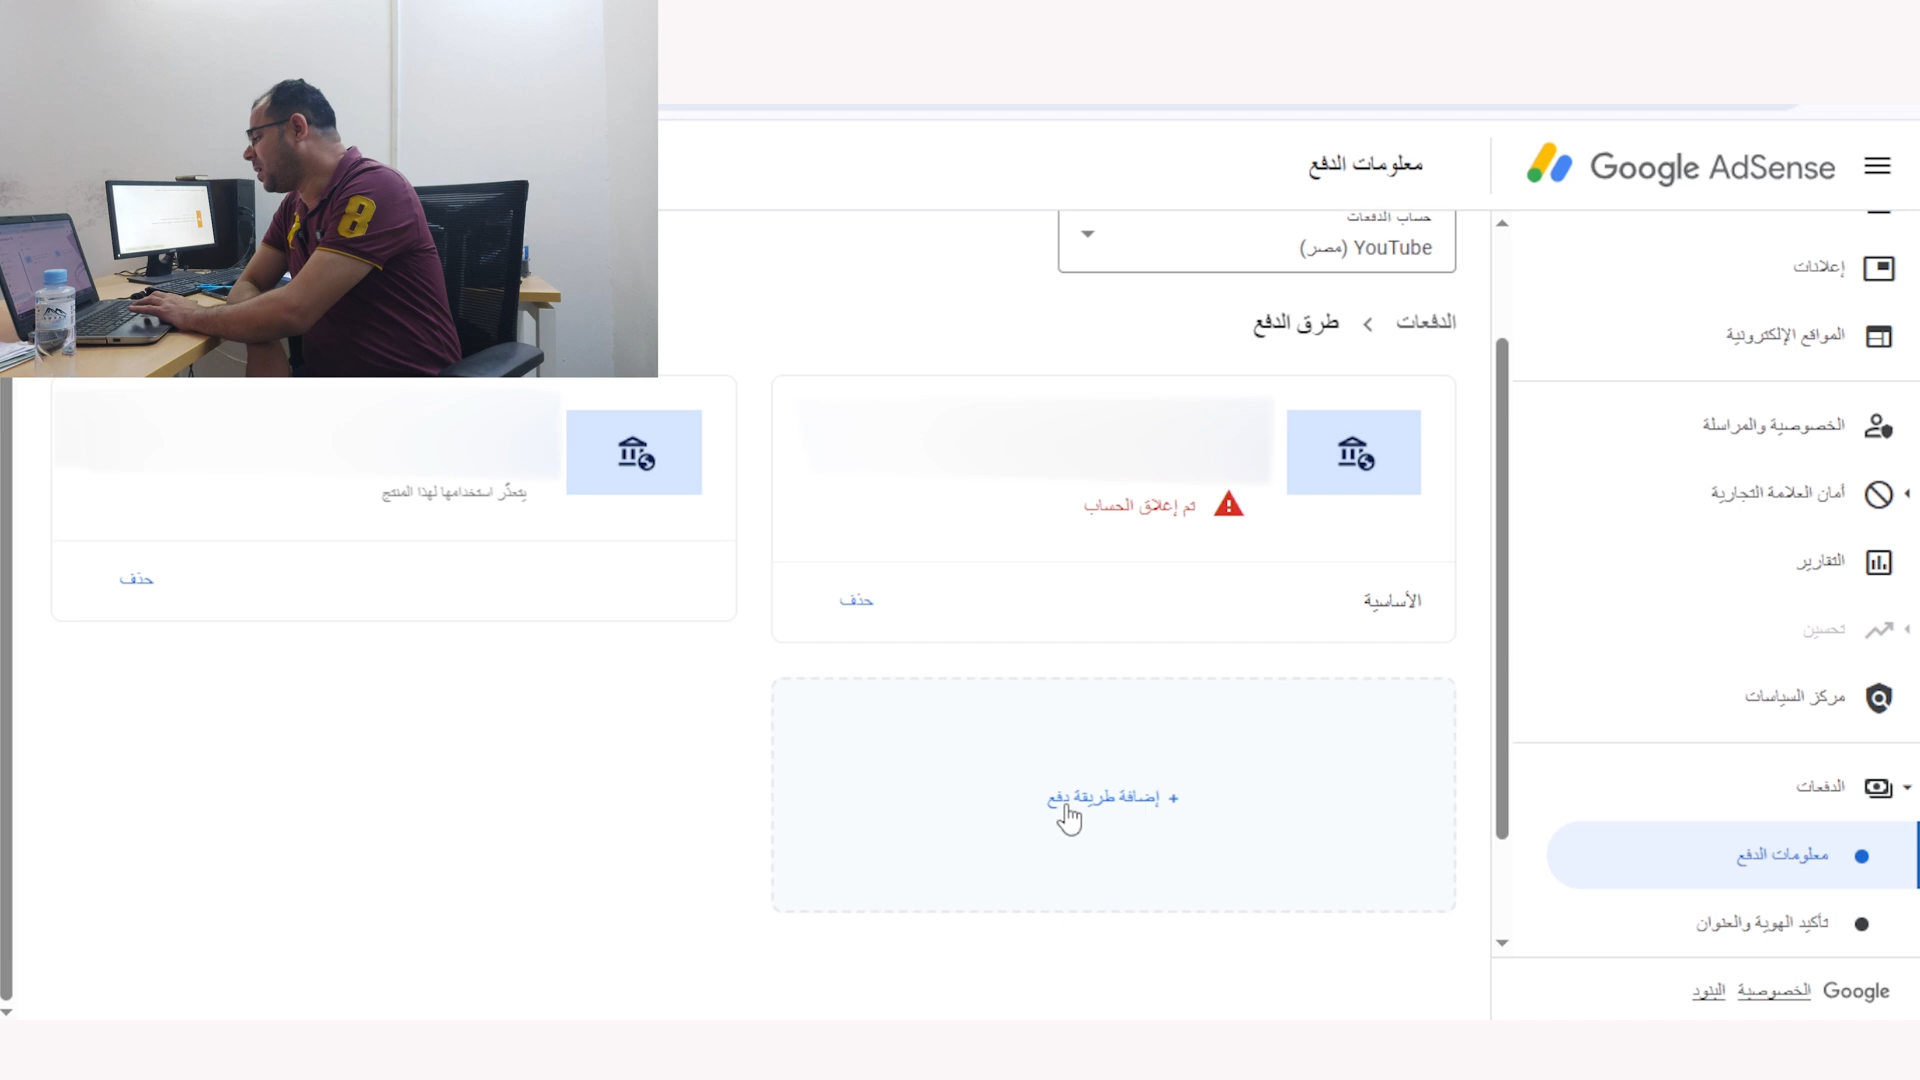 Google AdSense
معلومات الدفع
حساب الدفعات
YouTube (مصر)
الدفعات
طرق الدفع
تم إغلاق الحساب
الأساسية
حذف
يتعذّر استخدامها لهذا المنتج
حذف
+ إضافة طريقة دفع
إعلانات
المواقع الإلكترونية
الخصوصية والمراسلة
أمان العلامة التجارية
التقارير
تحسين
مركز السياسات
الدفعات
معلومات الدفع
تأكيد الهوية والعنوان
Google الخصوصية البنود
8